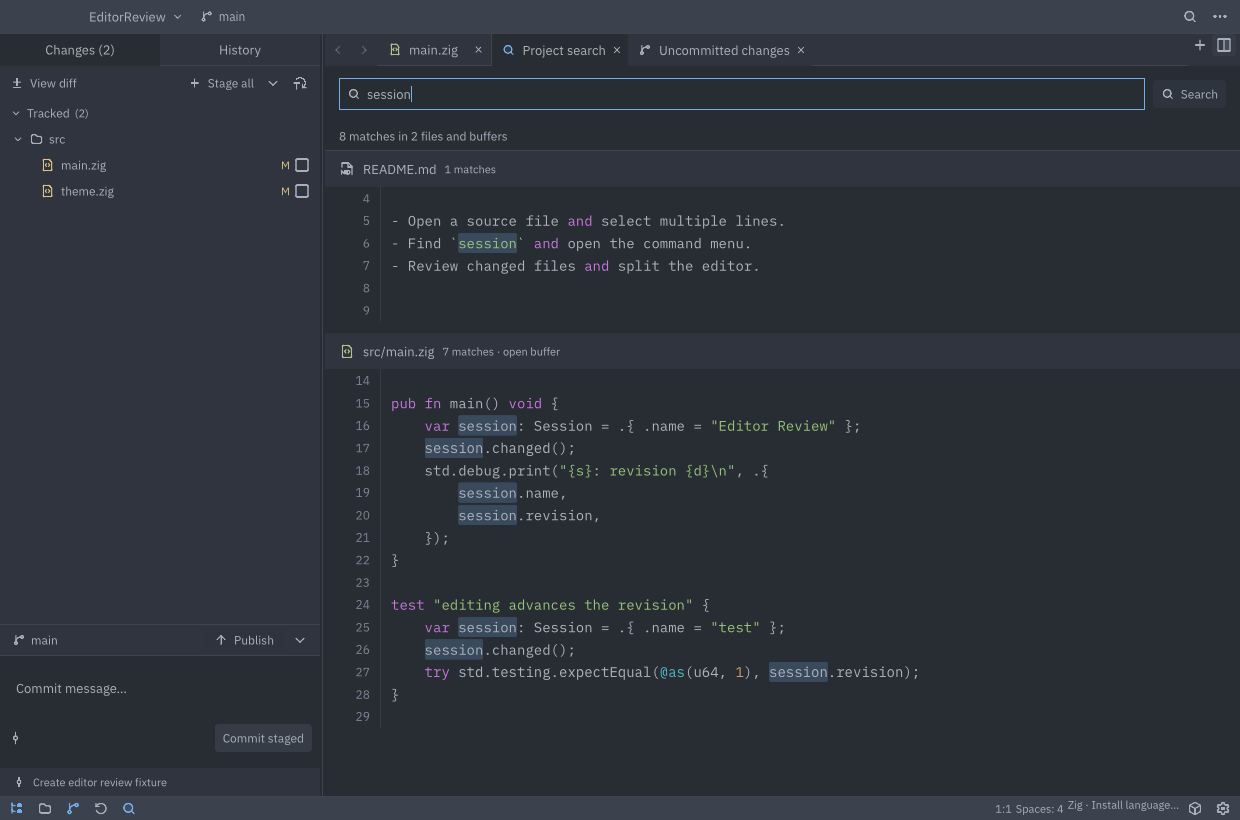 EditorReview main
Changes (2) History
main.zig Project search Uncommitted changes
View diff Stage all
session
Search
Tracked (2)
src
main.zig M
theme.zig M
8 matches in 2 files and buffers
README.md 1 matches
4
5 - Open a source file and select multiple lines.
6 - Find `session` and open the command menu.
7 - Review changed files and split the editor.
8
9
src/main.zig 7 matches · open buffer
14
15 pub fn main() void {
16     var session: Session = .{ .name = "Editor Review" };
17     session.changed();
18     std.debug.print("{s}: revision {d}\n", .{
19         session.name,
20         session.revision,
21     });
22 }
23
24 test "editing advances the revision" {
25     var session: Session = .{ .name = "test" };
26     session.changed();
27     try std.testing.expectEqual(@as(u64, 1), session.revision);
28 }
29
main Publish
Commit message...
Commit staged
Create editor review fixture
1:1 Spaces: 4 Zig · Install language...